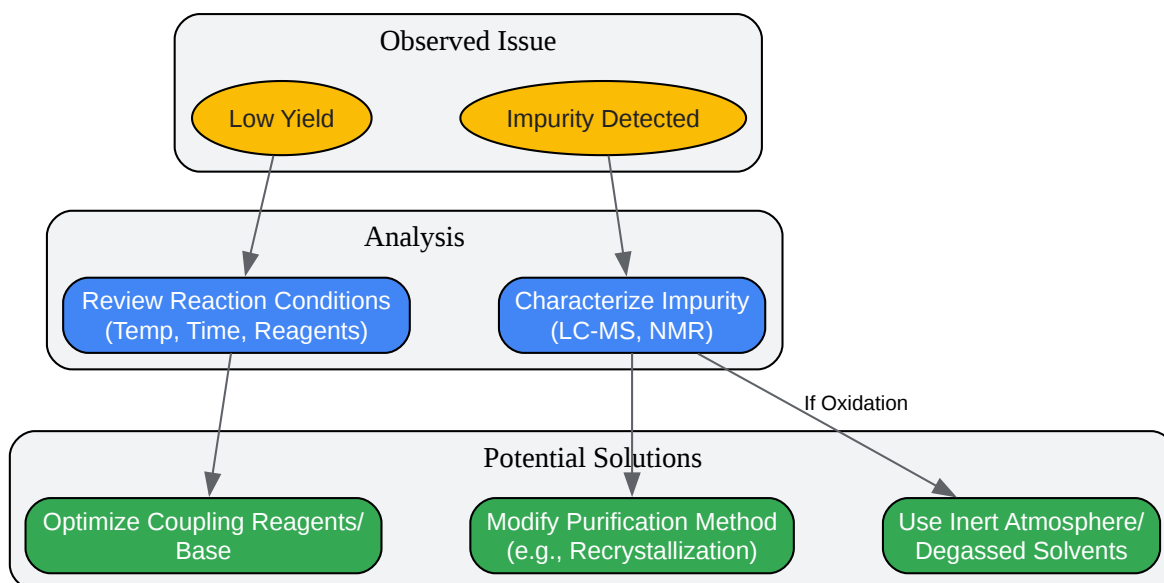 Observed Issue
Low Yield
Impurity Detected
Analysis
Review Reaction Conditions
(Temp, Time, Reagents)
Characterize Impurity
(LC-MS, NMR)
If Oxidation
Potential Solutions
Optimize Coupling Reagents/
Base
Modify Purification Method
(e.g., Recrystallization)
Use Inert Atmosphere/
Degassed Solvents